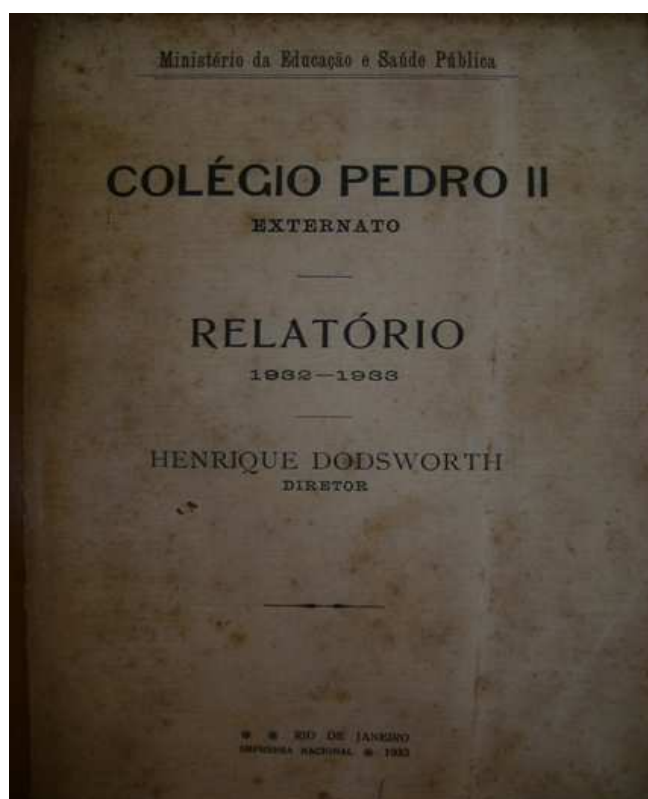 Ministério da Educação e Saúde Pública
COLÉGIO PEDRO II
EXTERNATO
RELATÓRIO
1932—1933
HENRIQUE DODSWORTH
DIRETOR
RIO DE JANEIRO
IMPRENSA NACIONAL 1933